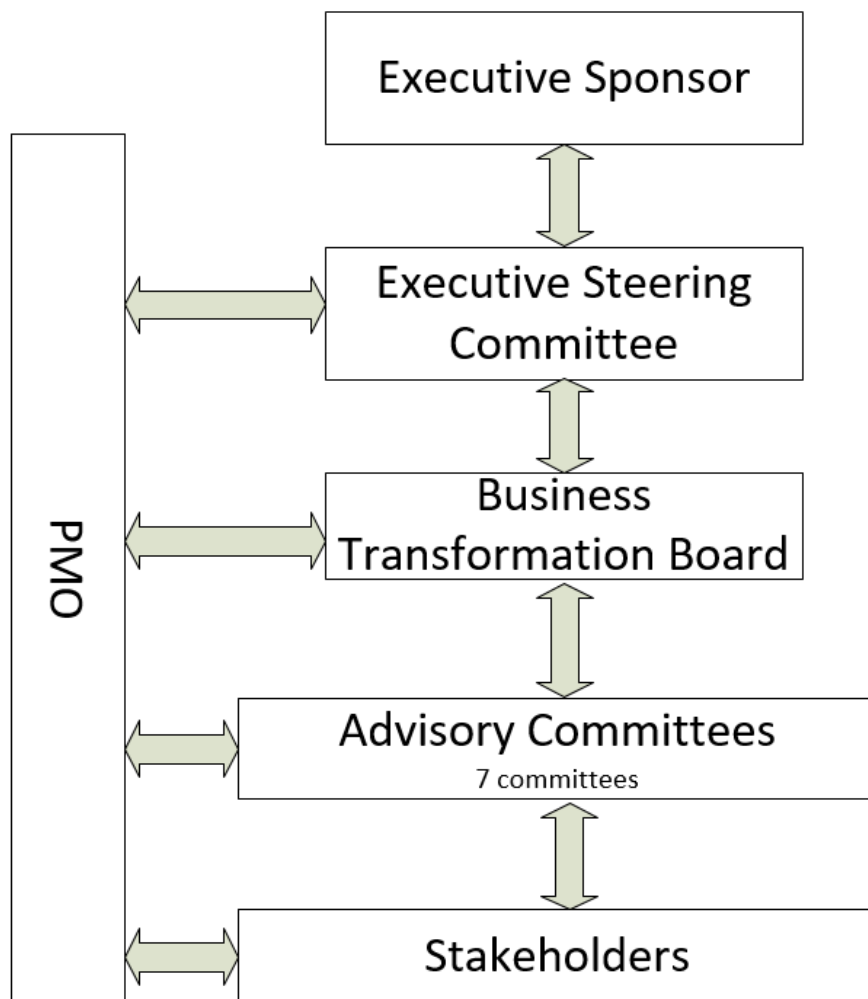 Executive Sponsor
Executive Steering
Committee
Business
Transformation Board
PMO
Advisory Committees
7 committees
Stakeholders